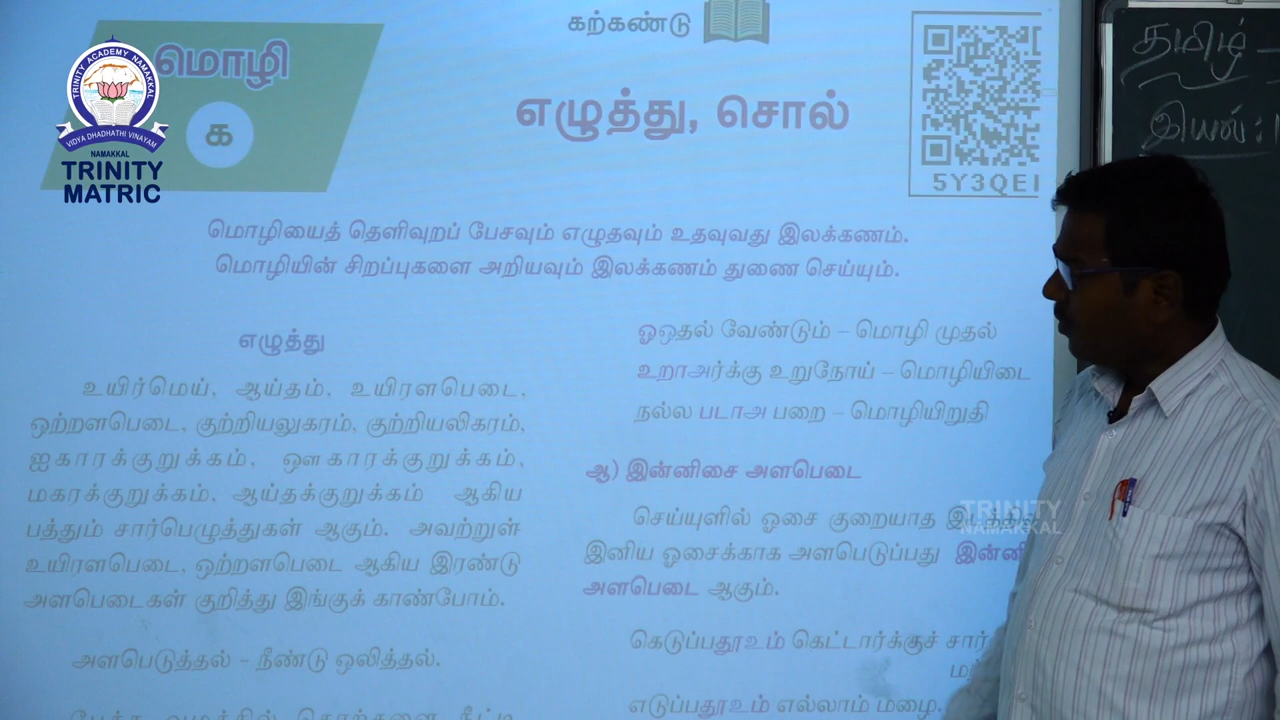 மொழி
க
TRINITY ACADEMY NAMAKKAL
VIDYA DHADHATHI VINAYAM
NAMAKKAL
TRINITY
MATRIC
கற்கண்டு
எழுத்து, சொல்
5Y3QEI
தமிழ்
இயல் :
மொழியைத் தெளிவுறப் பேசவும் எழுதவும் உதவுவது இலக்கணம்.
மொழியின் சிறப்புகளை அறியவும் இலக்கணம் துணை செய்யும்.
எழுத்து
உயிர்மெய், ஆய்தம், உயிரளபெடை,
ஒற்றளபெடை, குற்றியலுகரம், குற்றியலிகரம்,
ஐகாரக்குறுக்கம், ஔகாரக்குறுக்கம்,
மகரக்குறுக்கம், ஆய்தக்குறுக்கம் ஆகிய
பத்தும் சார்பெழுத்துகள் ஆகும். அவற்றுள்
உயிரளபெடை, ஒற்றளபெடை ஆகிய இரண்டு
அளபெடைகள் குறித்து இங்குக் காண்போம்.
அளபெடுத்தல் – நீண்டு ஒலித்தல்.
ஓஒதல் வேண்டும் – மொழி முதல்
உறாஅர்க்கு உறுநோய் – மொழியிடை
நல்ல படாஅ பறை – மொழியிறுதி
ஆ) இன்னிசை அளபெடை
செய்யுளில் ஓசை குறையாத
இனிய ஓசைக்காக அளபெடுப்பது இன்னி
அளபெடை ஆகும்.
கெடுப்பதூஉம் கெட்டார்க்குச் சார்
எடுப்பதூஉம் எல்லாம் மழை.
TRINITY
NAMAKKAL